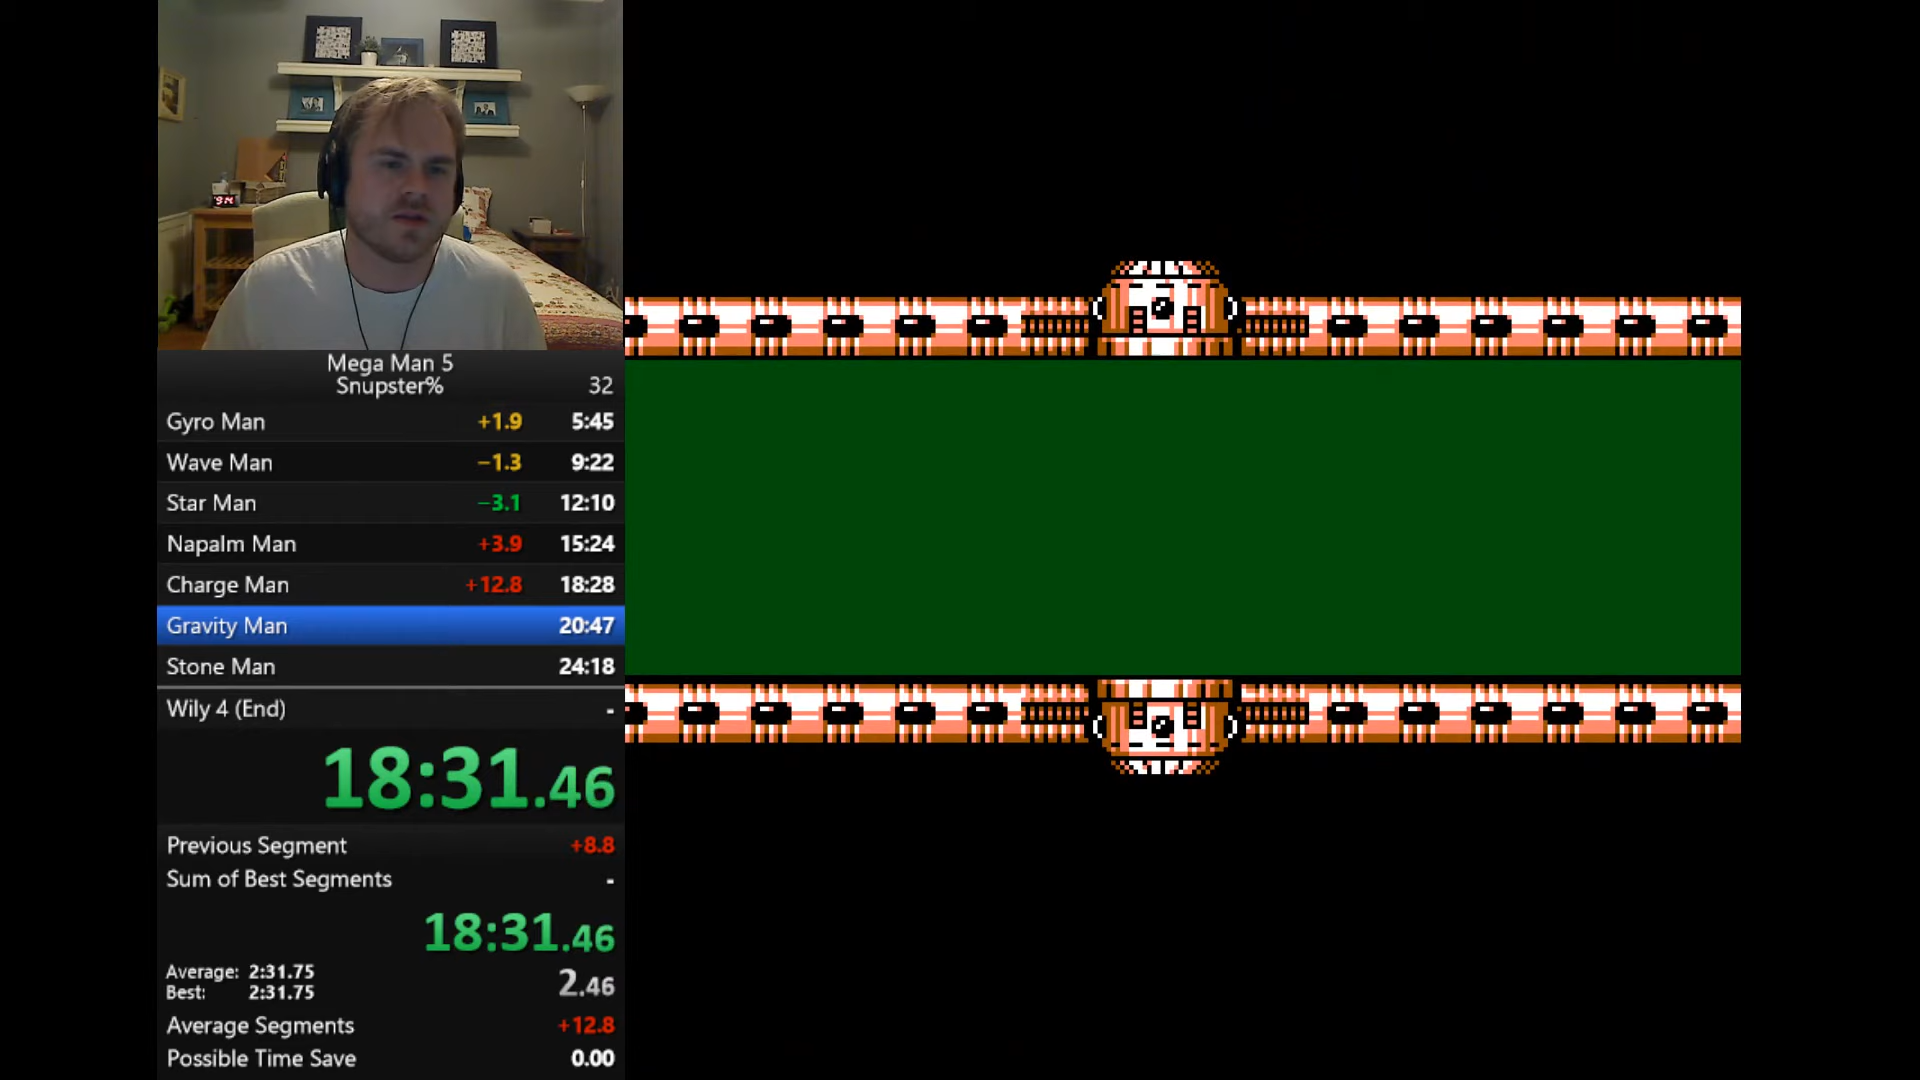 Mega Man 5
Snupster% 32
Gyro Man +1.9 5:45
Wave Man −1.3 9:22
Star Man −3.1 12:10
Napalm Man +3.9 15:24
Charge Man +12.8 18:28
Gravity Man 20:47
Stone Man 24:18
Wily 4 (End) -
18:31.46
Previous Segment +8.8
Sum of Best Segments -
18:31.46
Average: 2:31.75
Best: 2:31.75
2.46
Average Segments +12.8
Possible Time Save 0.00